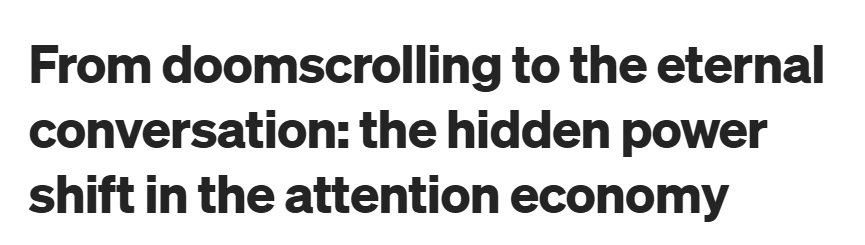 From doomscrolling to the eternal
conversation: the hidden power
shift in the attention economy